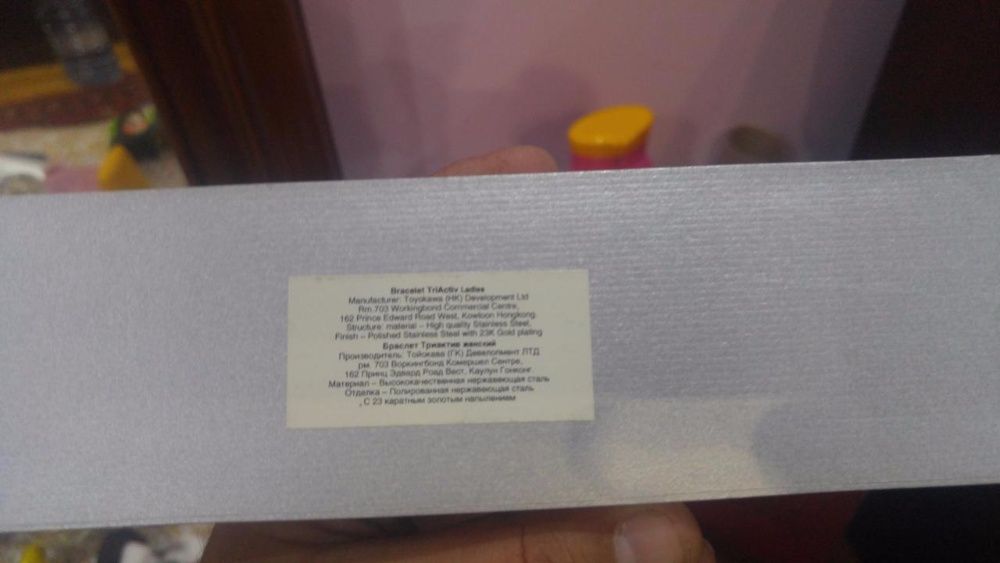 Bracelet TriActiv Ladies
Manufacturer: Toyokawa (HK) Development Ltd
Rm 703 Workingbond Commercial Centre,
162 Prince Edward Road West, Kowloon Hongkong.
Structure: material – High quality Stainless Steel,
Finish – Polished Stainless Steel with 23K Gold plating
Браслет Триактив женский
Производитель: Тойокава (ГК) Девелопмент ЛТД
рм. 703 Воркингбонд Комершел Сентре,
162 Принц Эдвард Роад Вест, Каулун Гонконг.
Материал – Высококачественная нержавеющая сталь
Отделка – Полированная нержавеющая сталь
, С 23 каратным золотым напылением